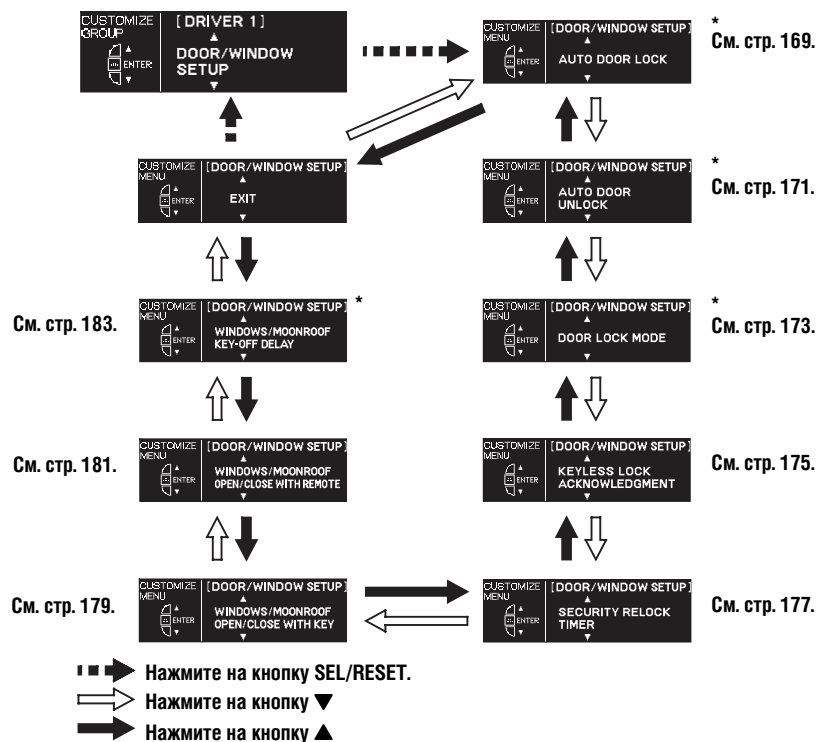 CUSTOMIZE
GROUP
ENTER
[DRIVER 1]
▲
DOOR/WINDOW
SETUP
▼
CUSTOMIZE
MENU
ENTER
[DOOR/WINDOW SETUP]
▲
AUTO DOOR LOCK
▼
*
См. стр. 169.
CUSTOMIZE
MENU
ENTER
[DOOR/WINDOW SETUP]
▲
EXIT
▼
CUSTOMIZE
MENU
ENTER
[DOOR/WINDOW SETUP]
▲
AUTO DOOR
UNLOCK
▼
*
См. стр. 171.
См. стр. 183.
CUSTOMIZE
MENU
ENTER
[DOOR/WINDOW SETUP]
*
▲
WINDOWS/MOONROOF
KEY-OFF DELAY
▼
CUSTOMIZE
MENU
ENTER
[DOOR/WINDOW SETUP]
▲
DOOR LOCK MODE
▼
*
См. стр. 173.
См. стр. 181.
CUSTOMIZE
MENU
ENTER
[DOOR/WINDOW SETUP]
▲
WINDOWS/MOONROOF
OPEN/CLOSE WITH REMOTE
▼
CUSTOMIZE
MENU
ENTER
[DOOR/WINDOW SETUP]
▲
KEYLESS LOCK
ACKNOWLEDGMENT
▼
См. стр. 175.
См. стр. 179.
CUSTOMIZE
MENU
ENTER
[DOOR/WINDOW SETUP]
▲
WINDOWS/MOONROOF
OPEN/CLOSE WITH KEY
▼
CUSTOMIZE
MENU
ENTER
[DOOR/WINDOW SETUP]
▲
SECURITY RELOCK
TIMER
▼
См. стр. 177.
Нажмите на кнопку SEL/RESET.
Нажмите на кнопку ▼
Нажмите на кнопку ▲